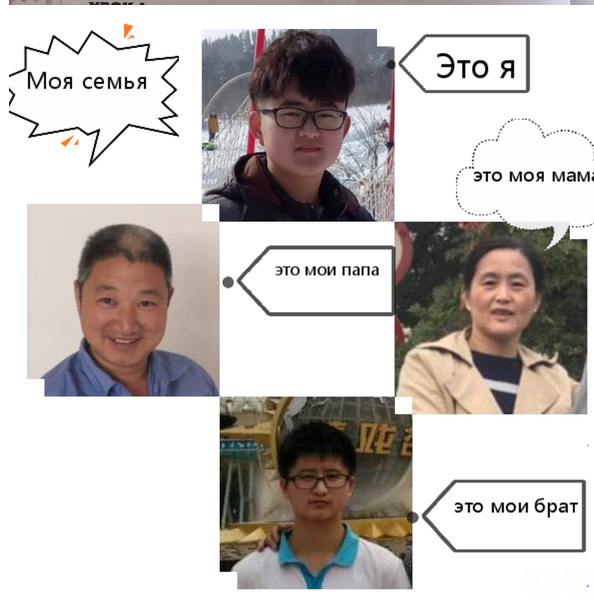 Моя семья
Это я
это моя мама
это мои папа
это мои брат